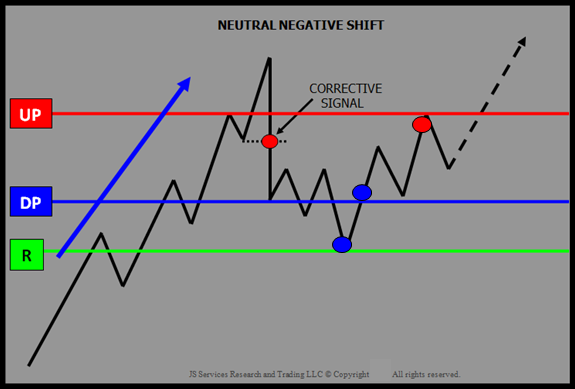 NEUTRAL NEGATIVE SHIFT
CORRECTIVE
SIGNAL
UP
DP
R
JS Services Research and Trading LLC © Copyright All rights reserved.